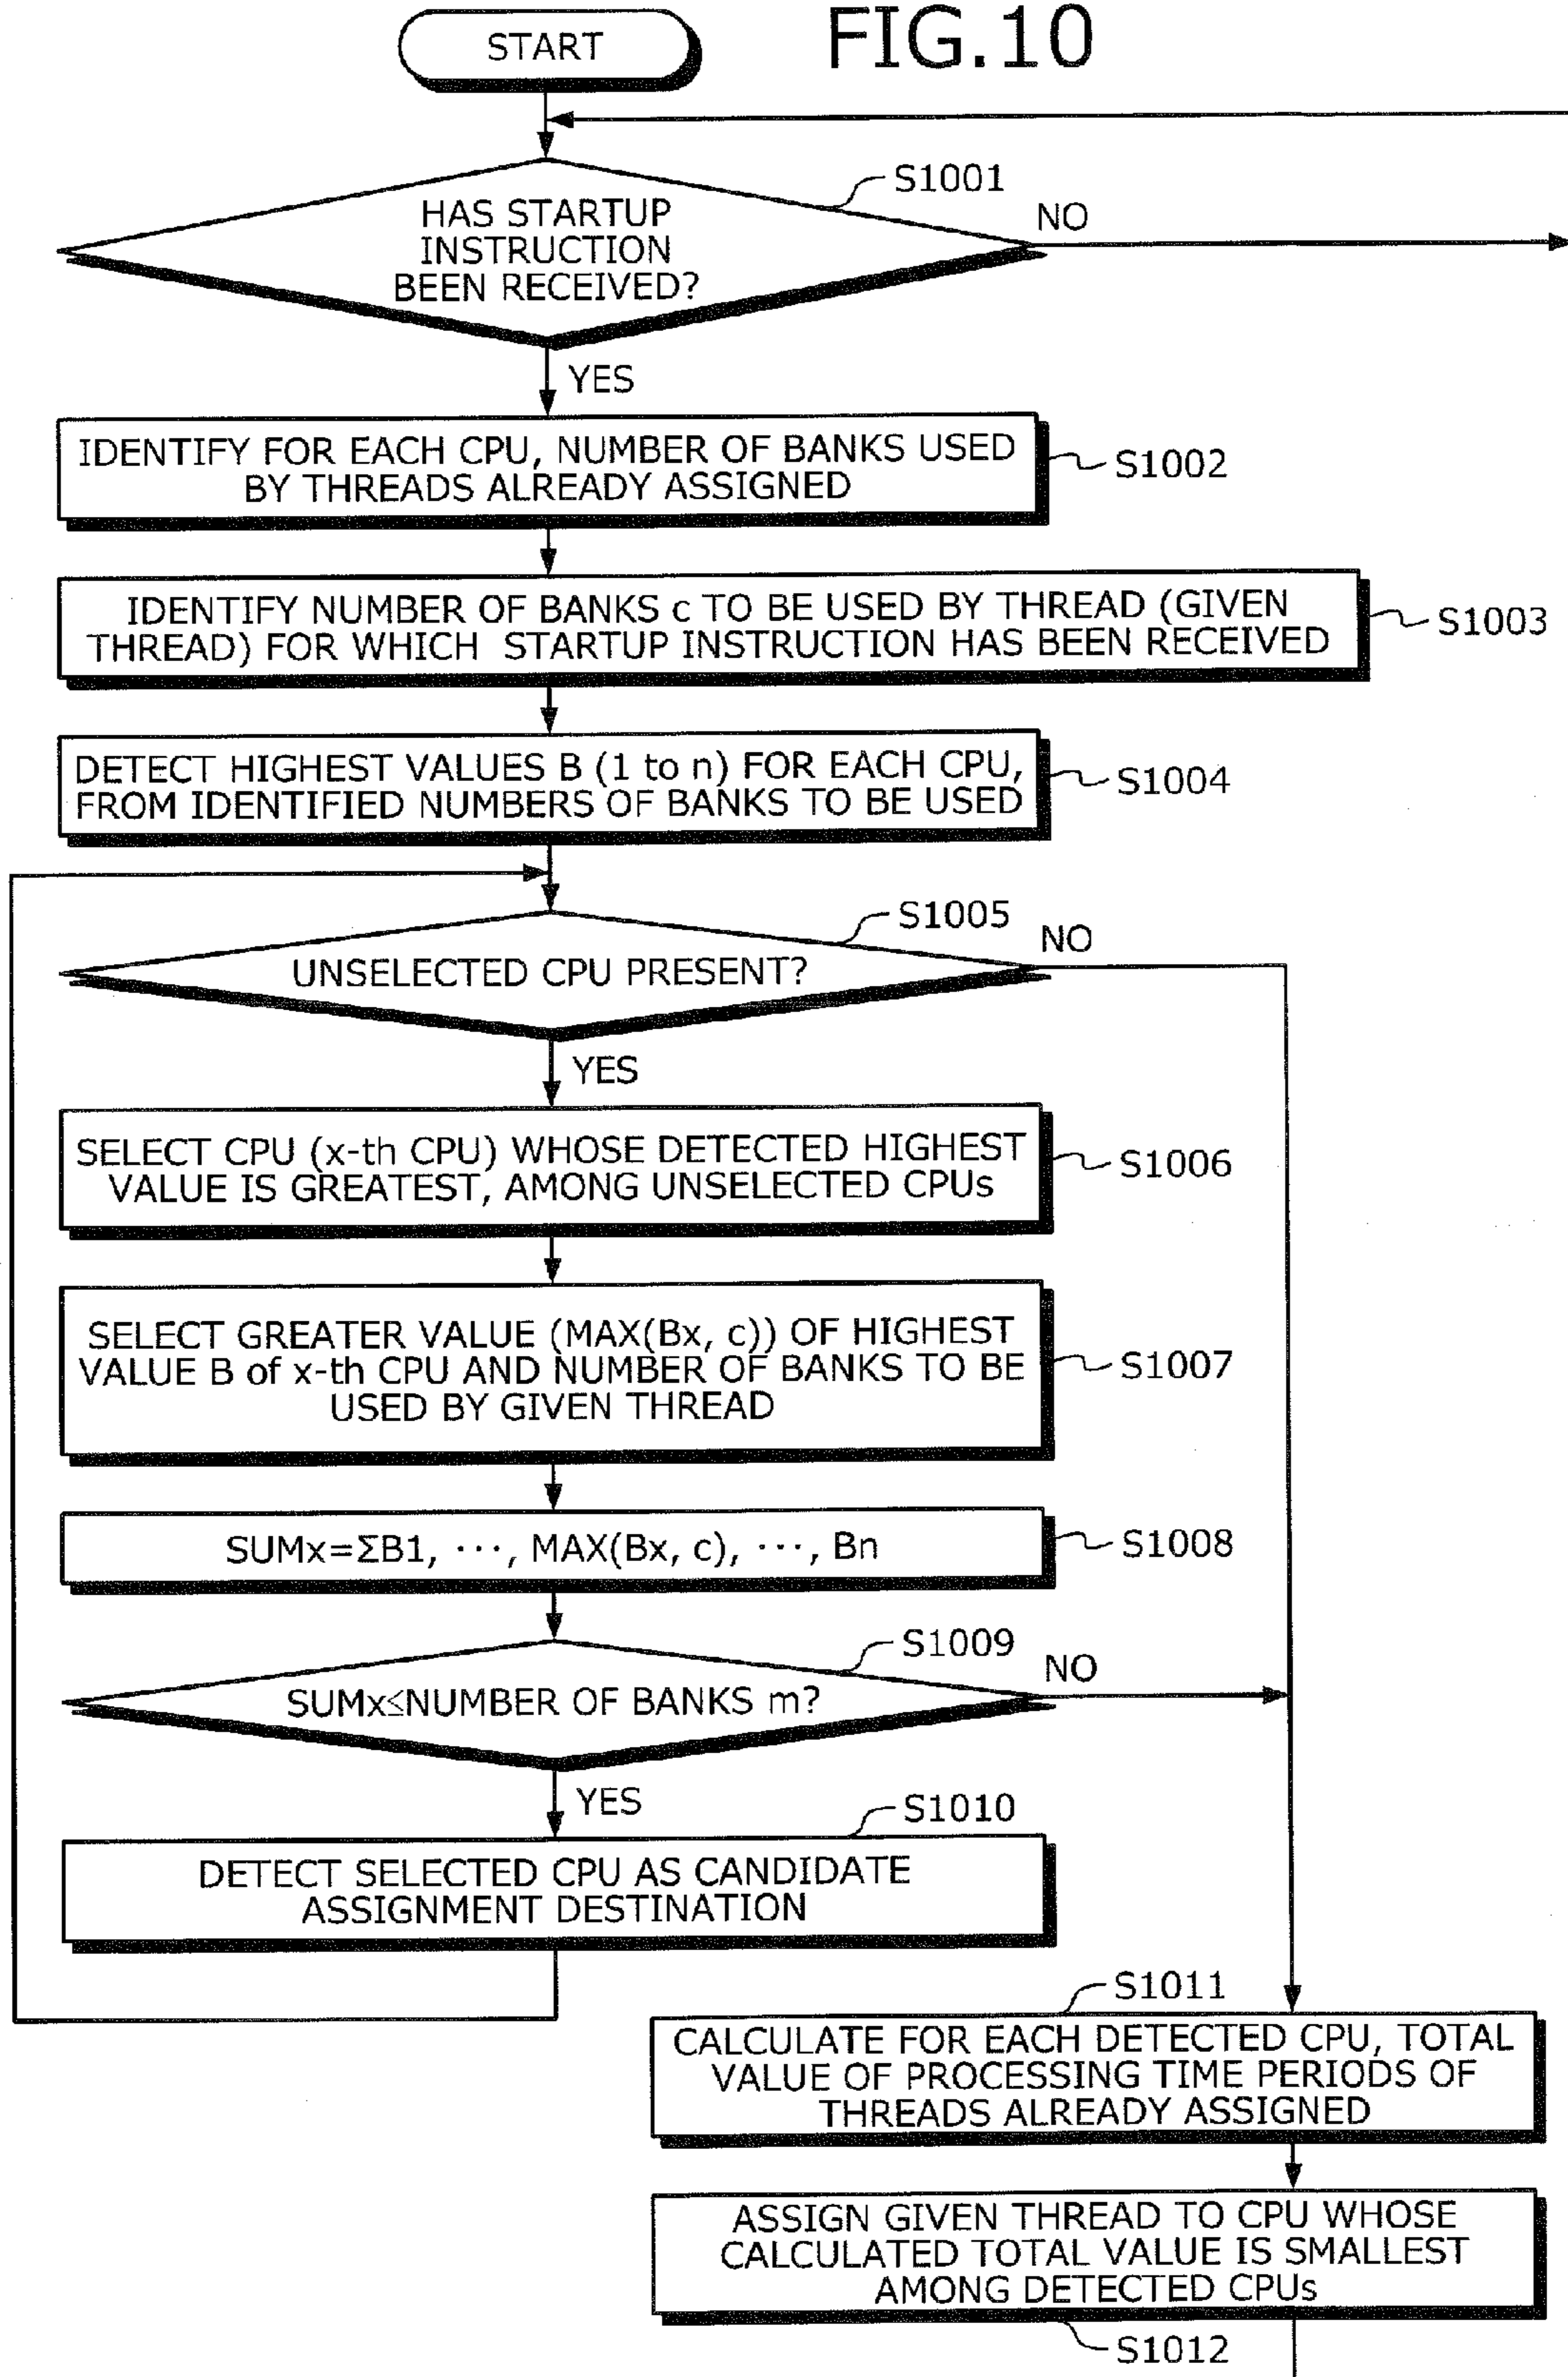 FIG.10
START
S1001
HAS STARTUP
INSTRUCTION
BEEN RECEIVED?
NO
YES
IDENTIFY FOR EACH CPU, NUMBER OF BANKS USED
BY THREADS ALREADY ASSIGNED
S1002
IDENTIFY NUMBER OF BANKS c TO BE USED BY THREAD (GIVEN
THREAD) FOR WHICH STARTUP INSTRUCTION HAS BEEN RECEIVED
S1003
DETECT HIGHEST VALUES B (1 to n) FOR EACH CPU,
FROM IDENTIFIED NUMBERS OF BANKS TO BE USED
S1004
S1005
UNSELECTED CPU PRESENT?
NO
YES
SELECT CPU (x-th CPU) WHOSE DETECTED HIGHEST
VALUE IS GREATEST, AMONG UNSELECTED CPUs
S1006
SELECT GREATER VALUE (MAX(Bx, c)) OF HIGHEST
VALUE B of x-th CPU AND NUMBER OF BANKS TO BE
USED BY GIVEN THREAD
S1007
SUMx=ΣB1, ···, MAX(Bx, c), ···, Bn
S1008
S1009
SUMx≤NUMBER OF BANKS m?
NO
YES
S1010
DETECT SELECTED CPU AS CANDIDATE
ASSIGNMENT DESTINATION
S1011
CALCULATE FOR EACH DETECTED CPU, TOTAL
VALUE OF PROCESSING TIME PERIODS OF
THREADS ALREADY ASSIGNED
ASSIGN GIVEN THREAD TO CPU WHOSE
CALCULATED TOTAL VALUE IS SMALLEST
AMONG DETECTED CPUs
S1012